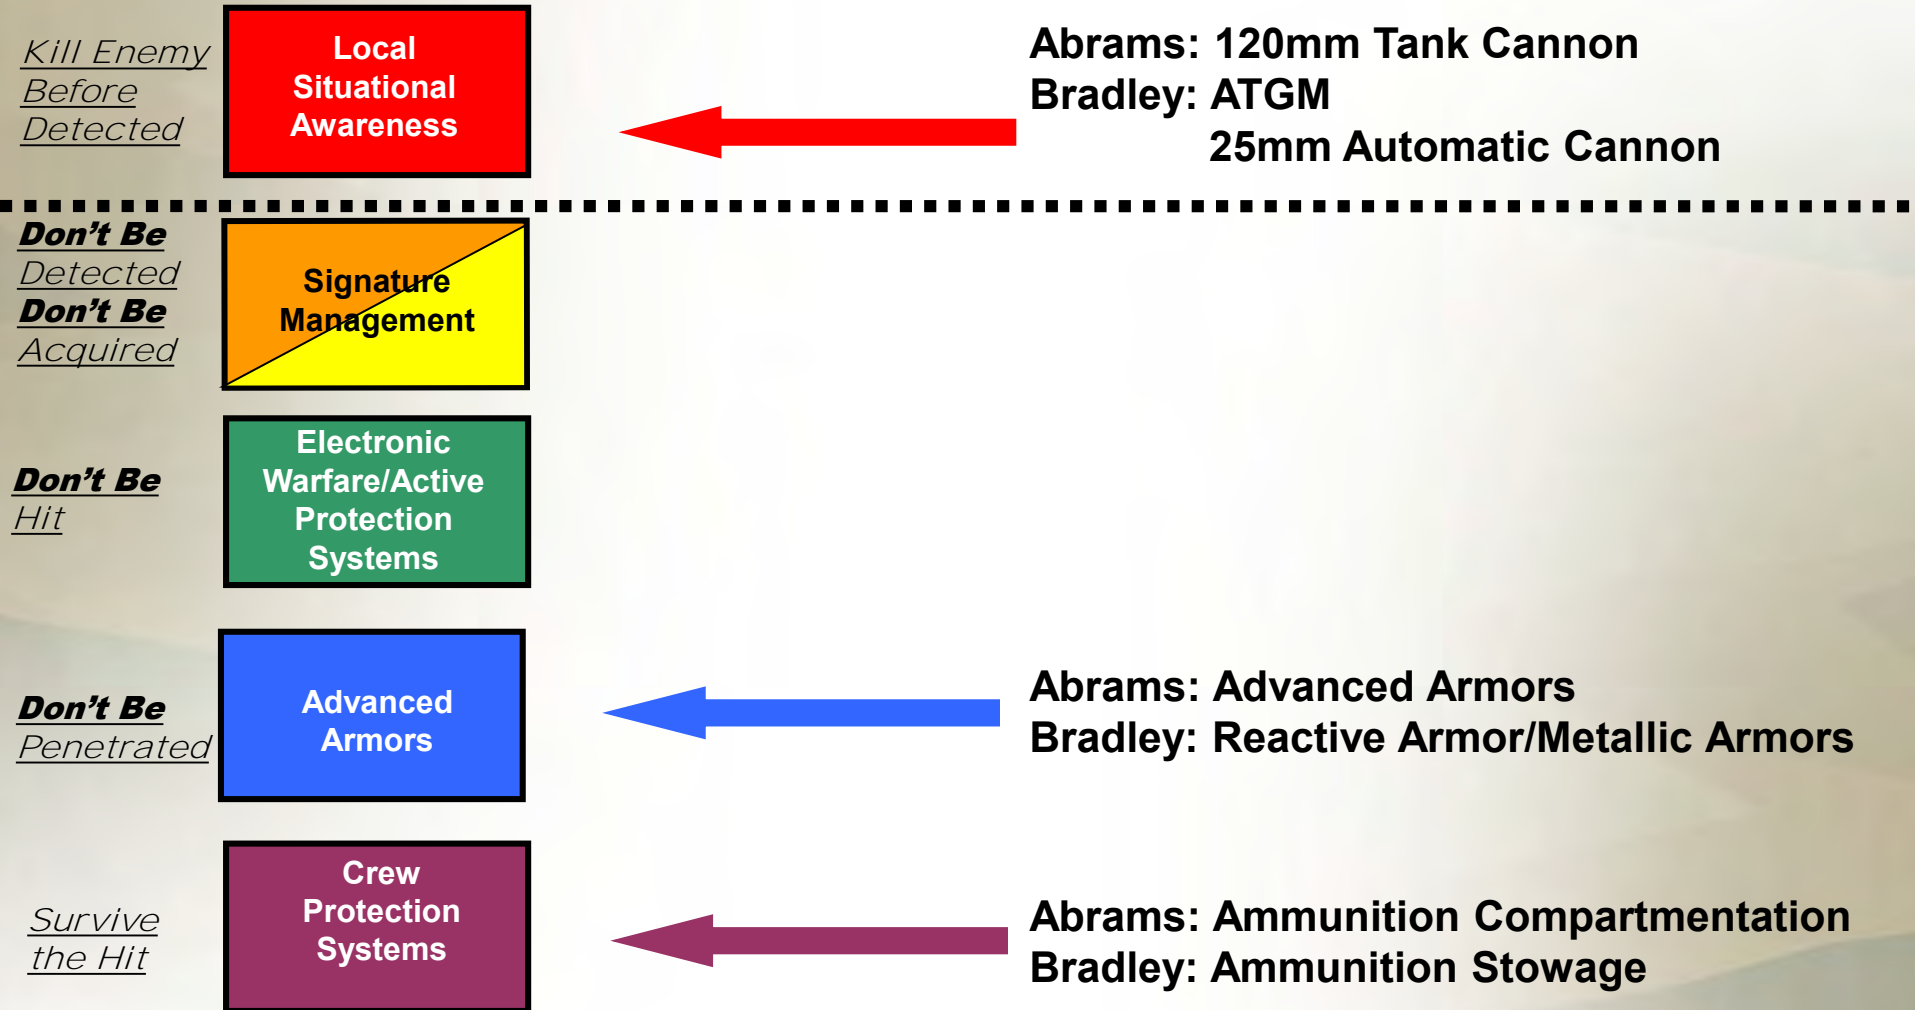 Kill Enemy
Before
Detected
Local
Situational
Awareness
Abrams: 120mm Tank Cannon
Bradley: ATGM
25mm Automatic Cannon
Don't Be
Detected
Don't Be
Acquired
Signature
Management
Don't Be
Hit
Electronic
Warfare/Active
Protection
Systems
Don't Be
Penetrated
Advanced
Armors
Abrams: Advanced Armors
Bradley: Reactive Armor/Metallic Armors
Survive
the Hit
Crew
Protection
Systems
Abrams: Ammunition Compartmentation
Bradley: Ammunition Stowage